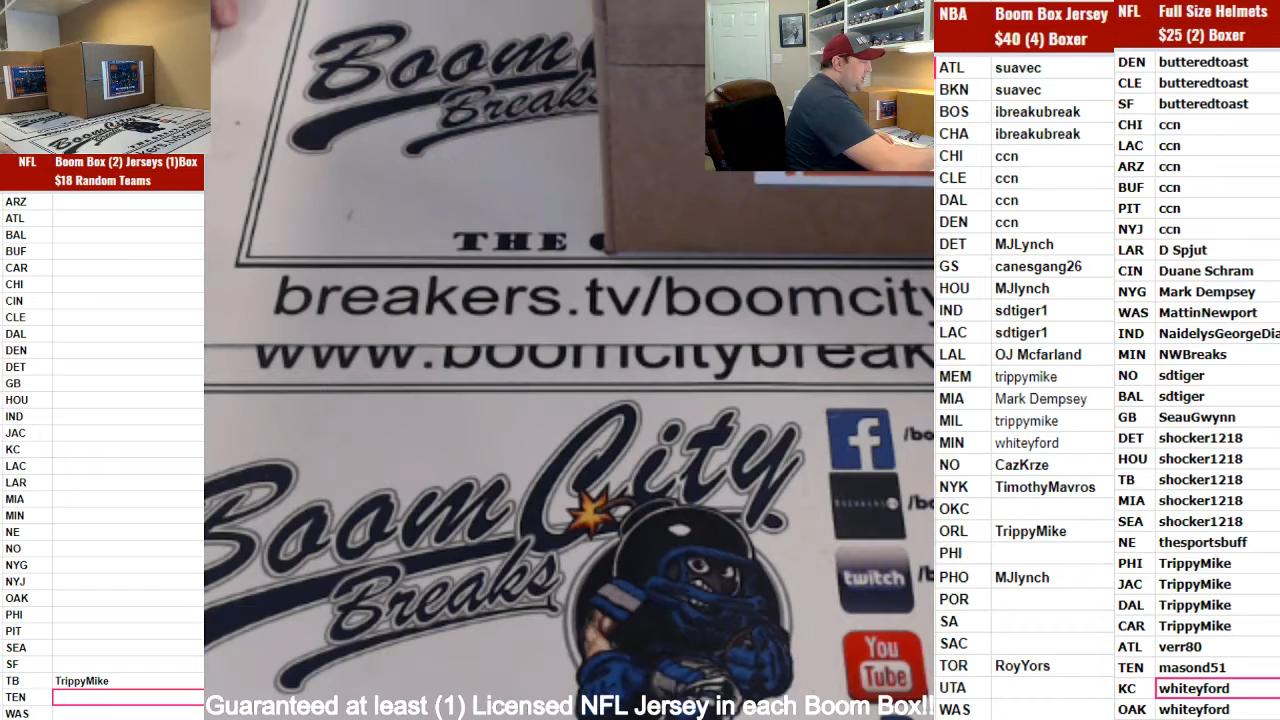 NFL
Boom Box (2) Jerseys (1)Box
$18 Random Teams
ARZ
ATL
BAL
BUF
CAR
CHI
CIN
CLE
DAL
DEN
DET
GB
HOU
IND
JAC
KC
LAC
LAR
MIA
MIN
NE
NO
NYG
NYJ
OAK
PHI
PIT
SEA
SF
TB TrippyMike
TEN
WAS
Boom
Breaks
THE
breakers.tv/boomcity
www.boomcitybreak
Boom City
Breaks
twitch
You
Tube
Guaranteed at least (1) Licensed NFL Jersey in each Boom Box!!
NBA
Boom Box Jersey
$40 (4) Boxer
ATL suavec
BKN suavec
BOS ibreakubreak
CHA ibreakubreak
CHI ccn
CLE ccn
DAL ccn
DEN ccn
DET MJLynch
GS canesgang26
HOU MJlynch
IND sdtiger1
LAC sdtiger1
LAL OJ Mcfarland
MEM trippymike
MIA Mark Dempsey
MIL trippymike
MIN whiteyford
NO CazKrze
NYK TimothyMavros
OKC
ORL TrippyMike
PHI
PHO MJlynch
POR
SA
SAC
TOR RoyYors
UTA
WAS
NFL
Full Size Helmets
$25 (2) Boxer
DEN butteredtoast
CLE butteredtoast
SF butteredtoast
CHI ccn
LAC ccn
ARZ ccn
BUF ccn
PIT ccn
NYJ ccn
LAR D Spjut
CIN Duane Schram
NYG Mark Dempsey
WAS MattinNewport
IND NaidelysGeorgeDia
MIN NWBreaks
NO sdtiger
BAL sdtiger
GB SeauGwynn
DET shocker1218
HOU shocker1218
TB shocker1218
MIA shocker1218
SEA shocker1218
NE thesportsbuff
PHI TrippyMike
JAC TrippyMike
DAL TrippyMike
CAR TrippyMike
ATL verr80
TEN masond51
KC whiteyford
OAK whiteyford